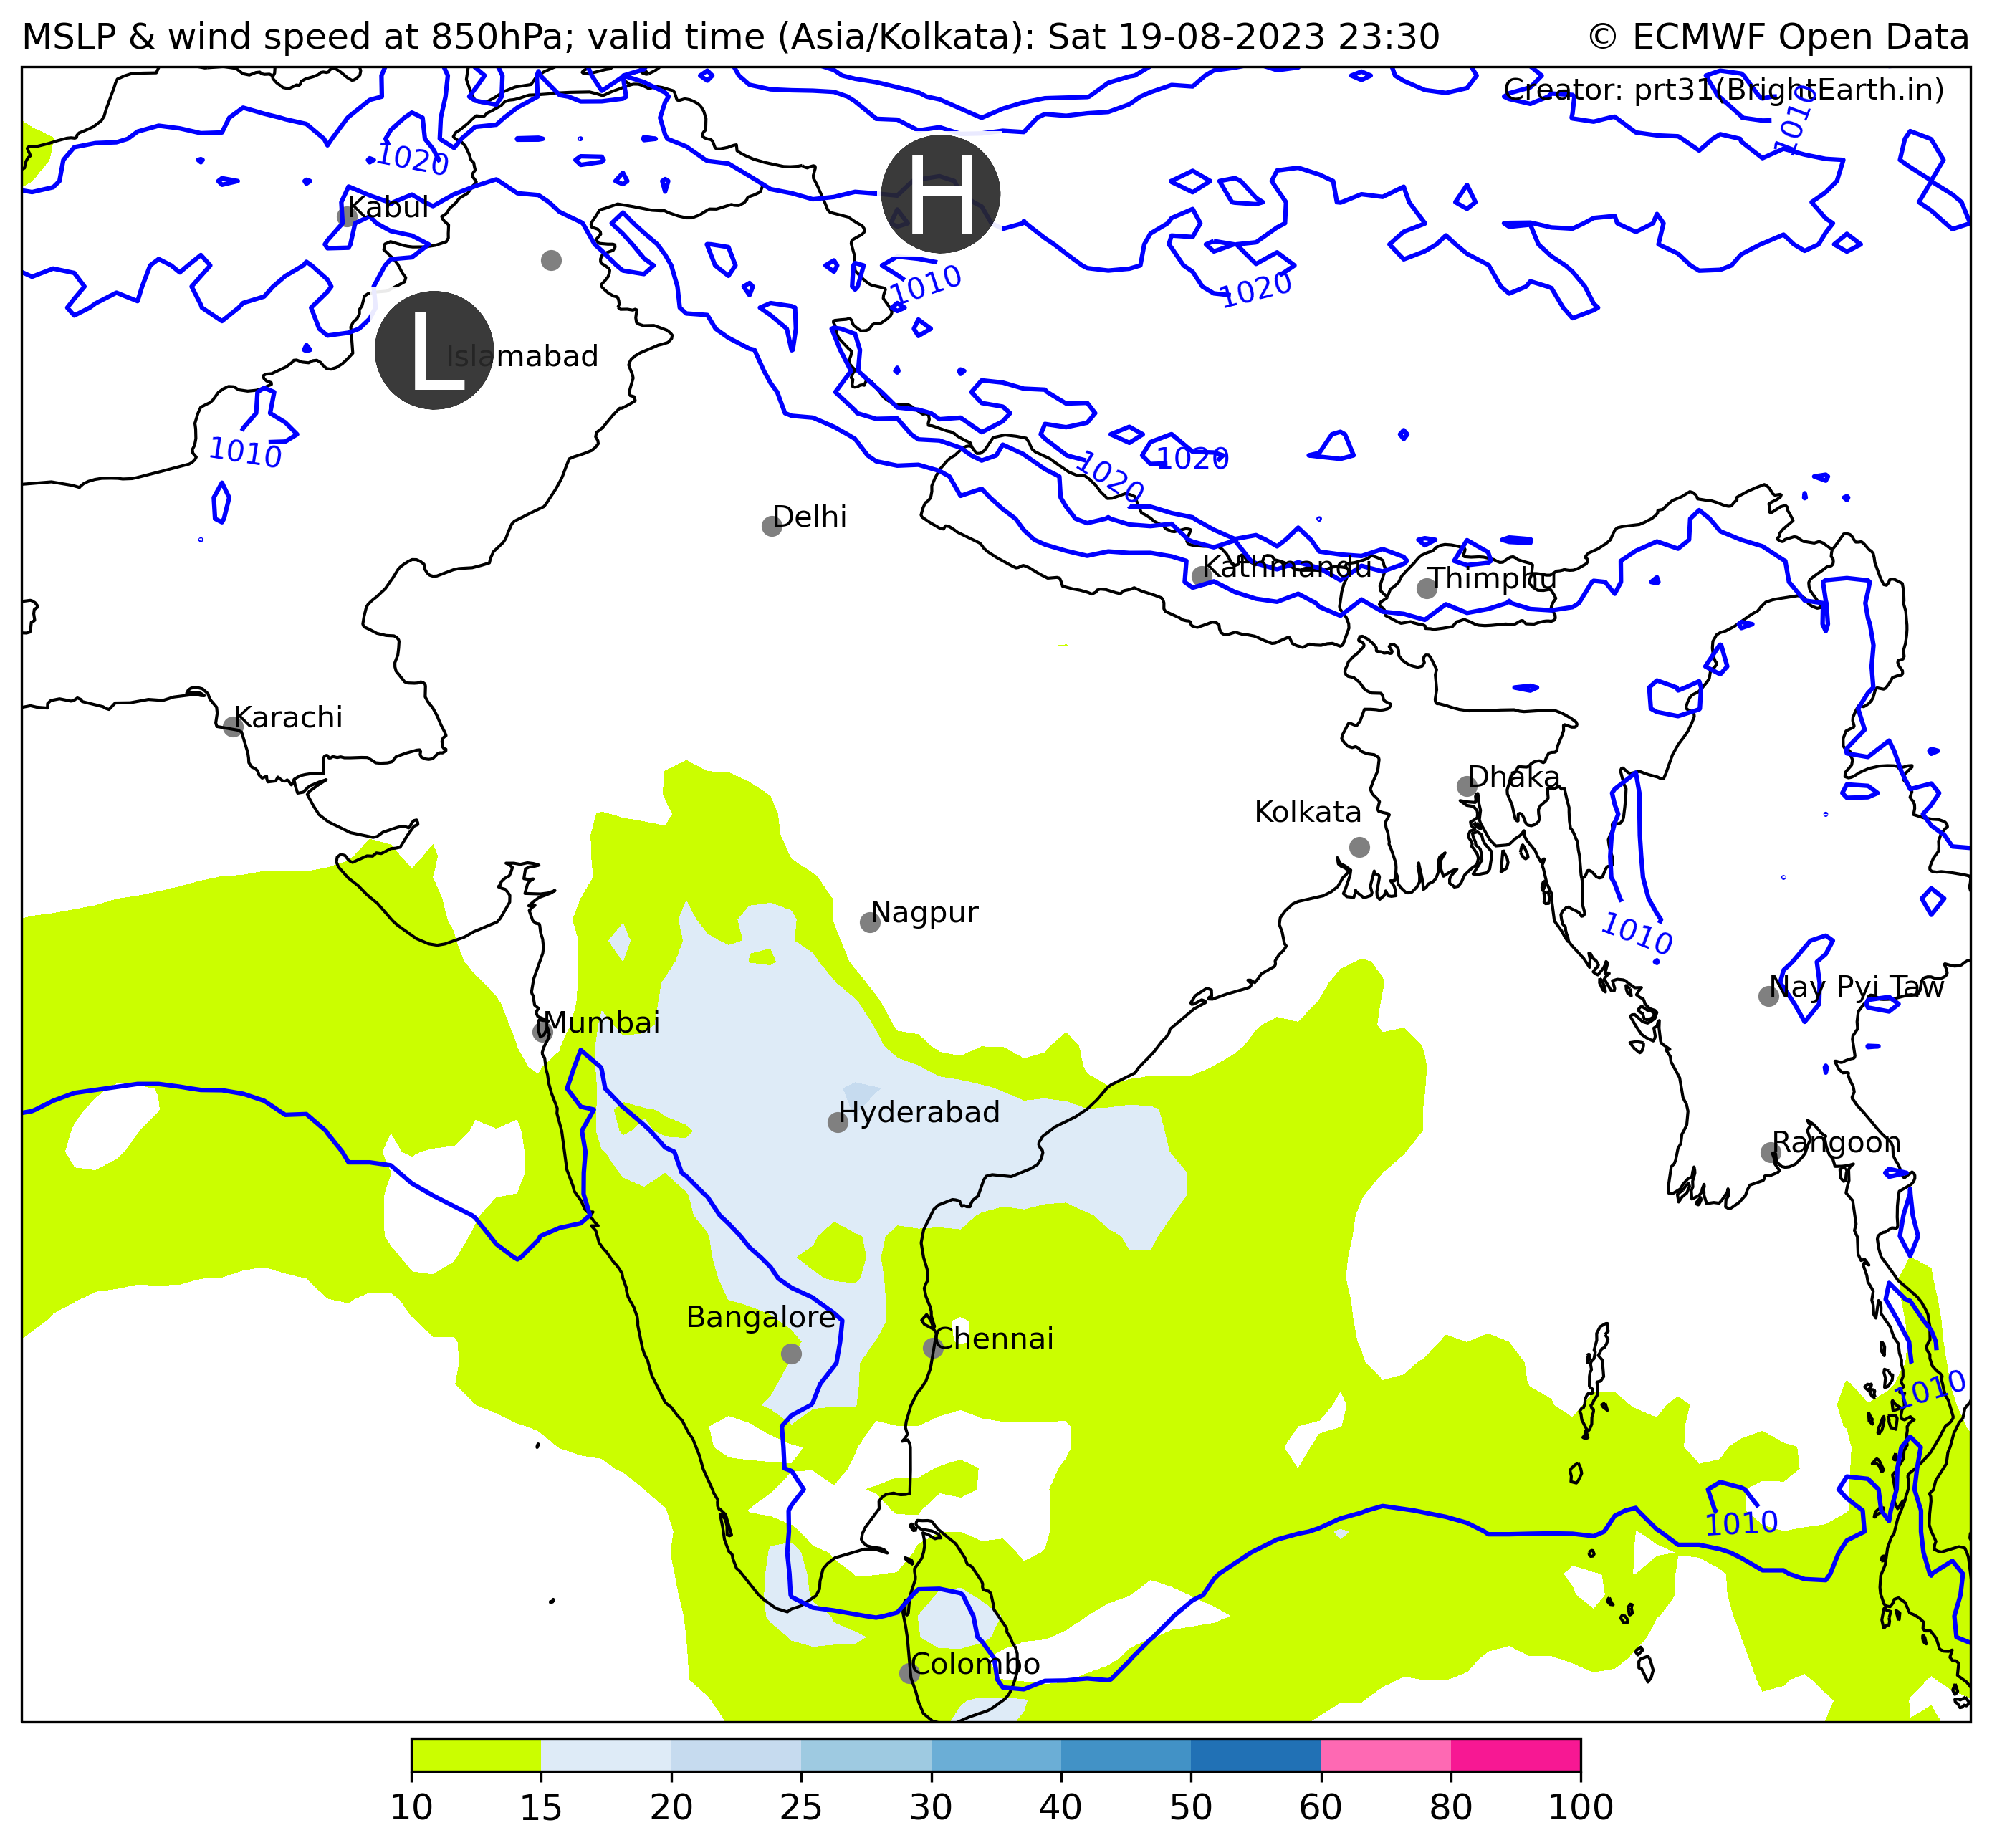 MSLP & wind speed at 850hPa; valid time (Asia/Kolkata): Sat 19-08-2023 23:30
© ECMWF Open Data
Creator: prt31(BrightEarth.in)
1010
1020
H
Kabul
1010
1020
L
Islamabad
1010
1020
1020
Delhi
Kathmandu
Thimphu
Karachi
Dhaka
Kolkata
Nagpur
1010
Nay Pyi Taw
Mumbai
Hyderabad
Rangoon
Bangalore
Chennai
1010
1010
Colombo
10 15 20 25 30 40 50 60 80 100